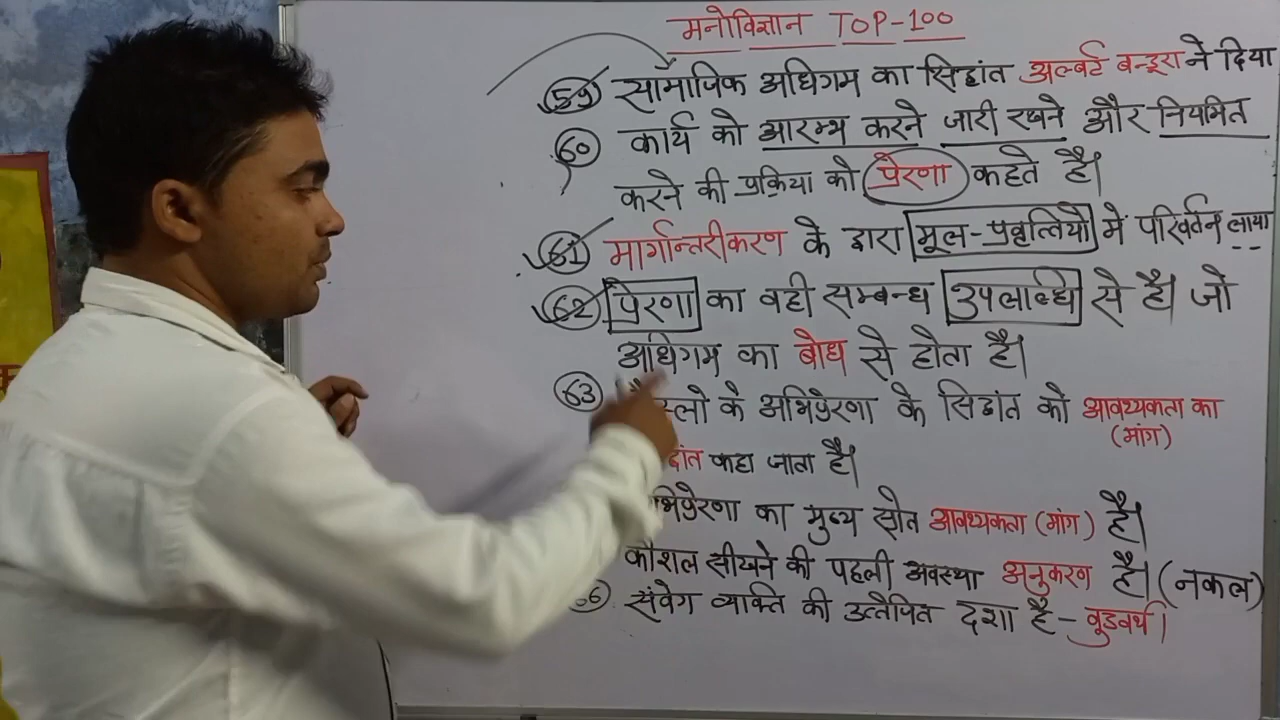 मनोविज्ञान TOP-100
59 सामाजिक अधिगम का सिद्धांत अल्बर्ट बन्डूरा ने दिया
60 कार्य को आरम्भ करने जारी रखने और नियमित
करने की प्रक्रिया को प्रेरणा कहते है।
61 मार्गान्तरीकरण के द्वारा मूल-प्रवृत्तियों में परिवर्तन लाया
62 प्रेरणा का वही सम्बन्ध उपलब्धि से है। जो
अधिगम का बोध से होता है।
63 के अभिप्रेरणा के सिद्धांत को आवश्यकता का
(मांग)
कहा जाता है।
का मुख्य स्रोत आवश्यकता (मांग) है।
कौशल सीखने की पहली अवस्था अनुकरण है। (नकल)
संवेग व्यक्ति की उत्तेजित दशा है - वुडवर्थ।